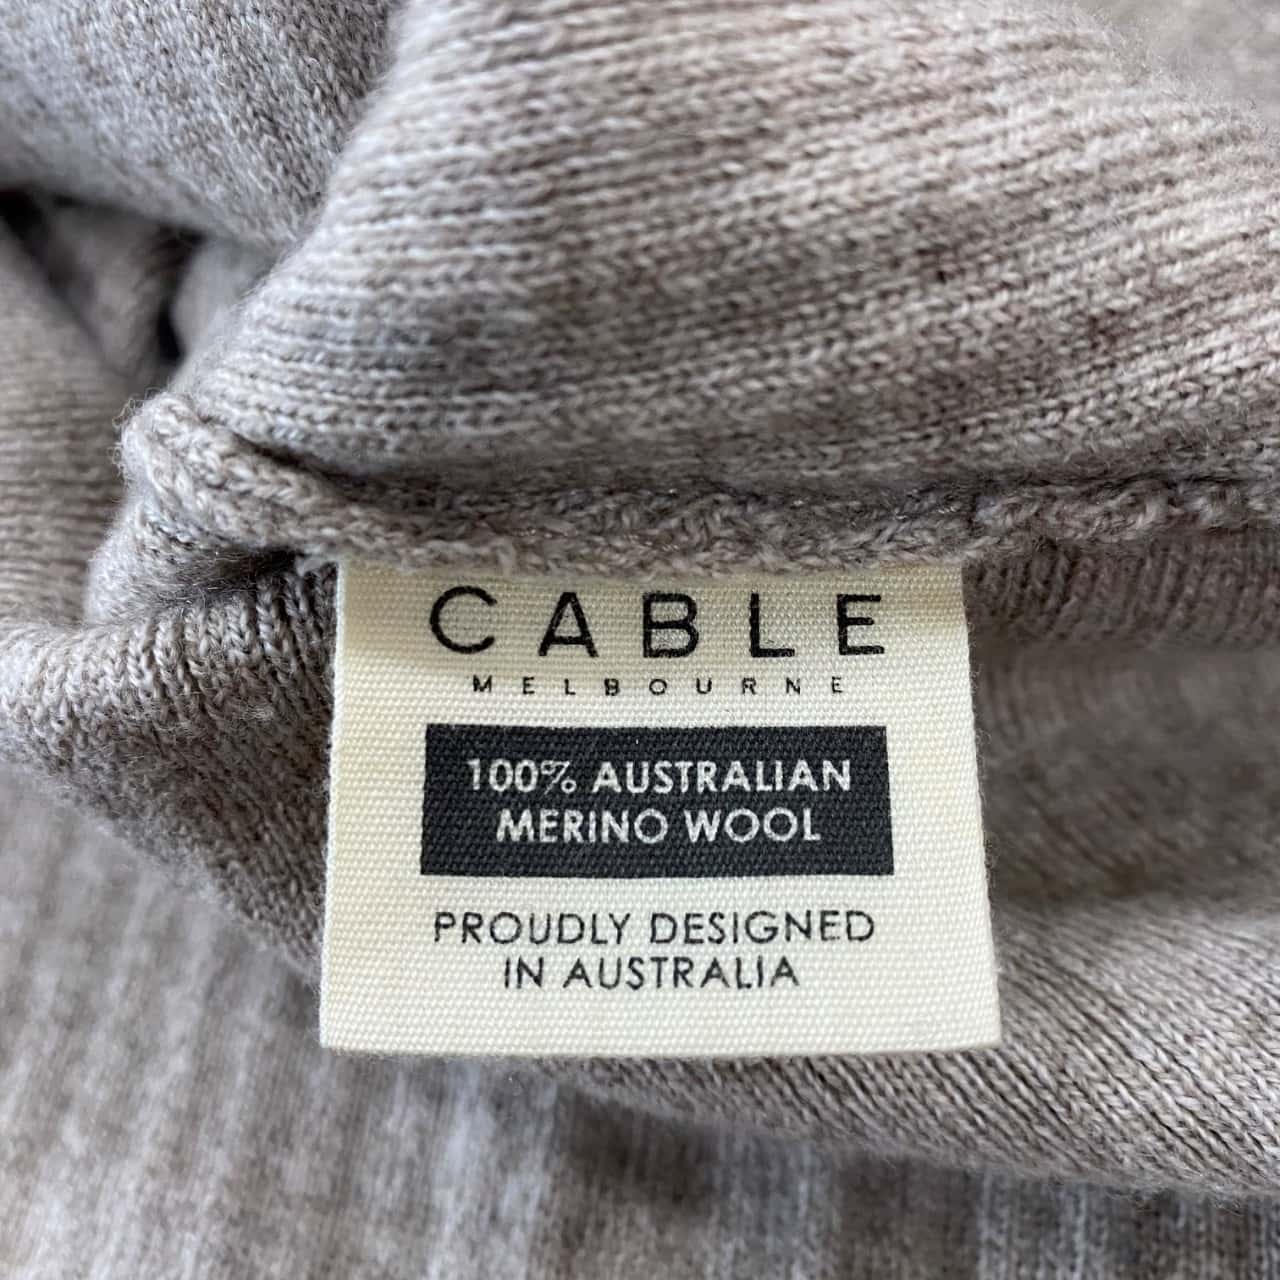 CABLE
MELBOURNE
100% AUSTRALIAN
MERINO WOOL
PROUDLY DESIGNED
IN AUSTRALIA